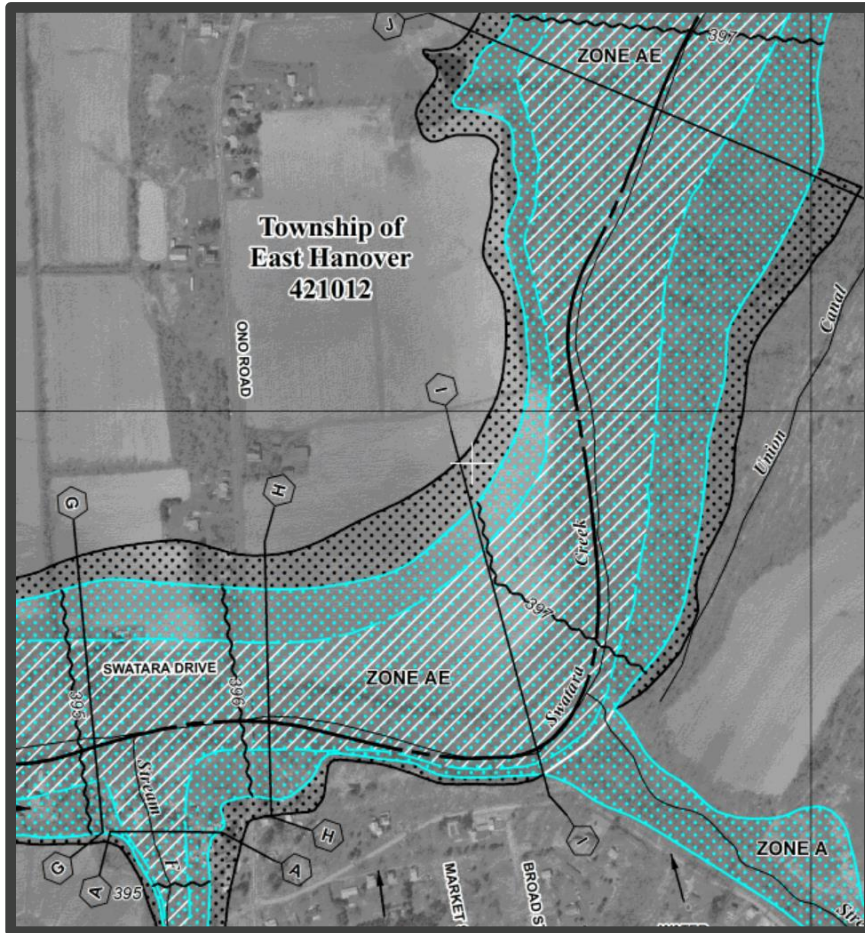 J
397
ZONE AE
Township of
East Hanover
421012
Canal
ONO ROAD
I
Union
G
H
Creek
397
SWATARA DRIVE
ZONE AE
396
395
Swatara
Stream
H
I
ZONE A
G
A
395
F
A
MARKET
BROAD S